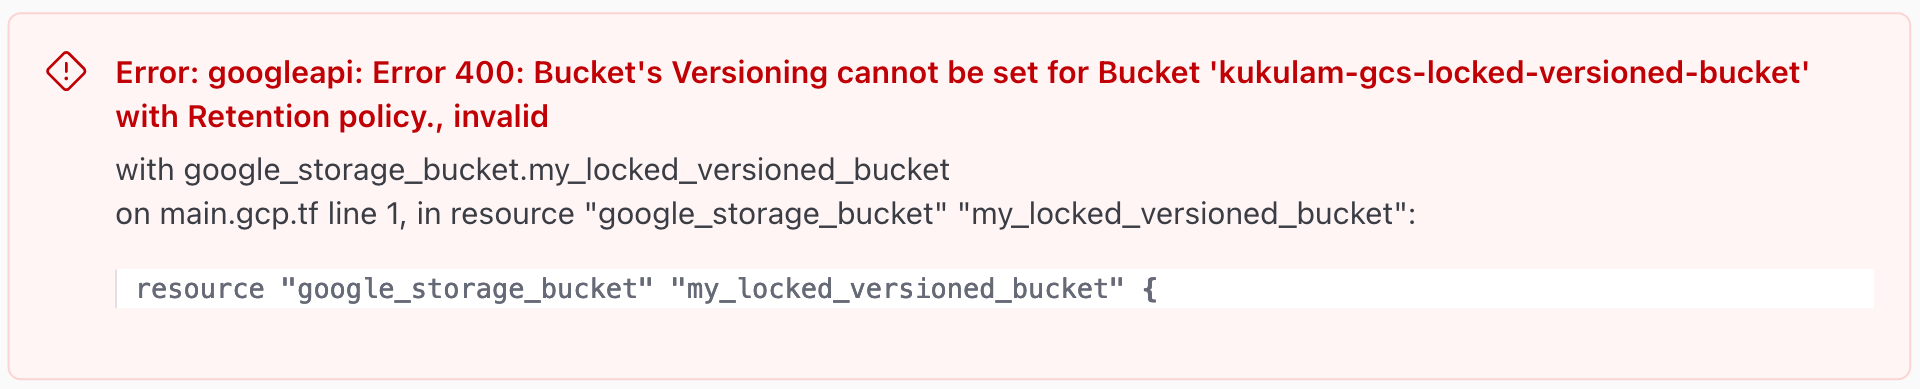 Error: googleapi: Error 400: Bucket's Versioning cannot be set for Bucket 'kukulam-gcs-locked-versioned-bucket'
with Retention policy., invalid
with google_storage_bucket.my_locked_versioned_bucket
on main.gcp.tf line 1, in resource "google_storage_bucket" "my_locked_versioned_bucket":
resource "google_storage_bucket" "my_locked_versioned_bucket" {